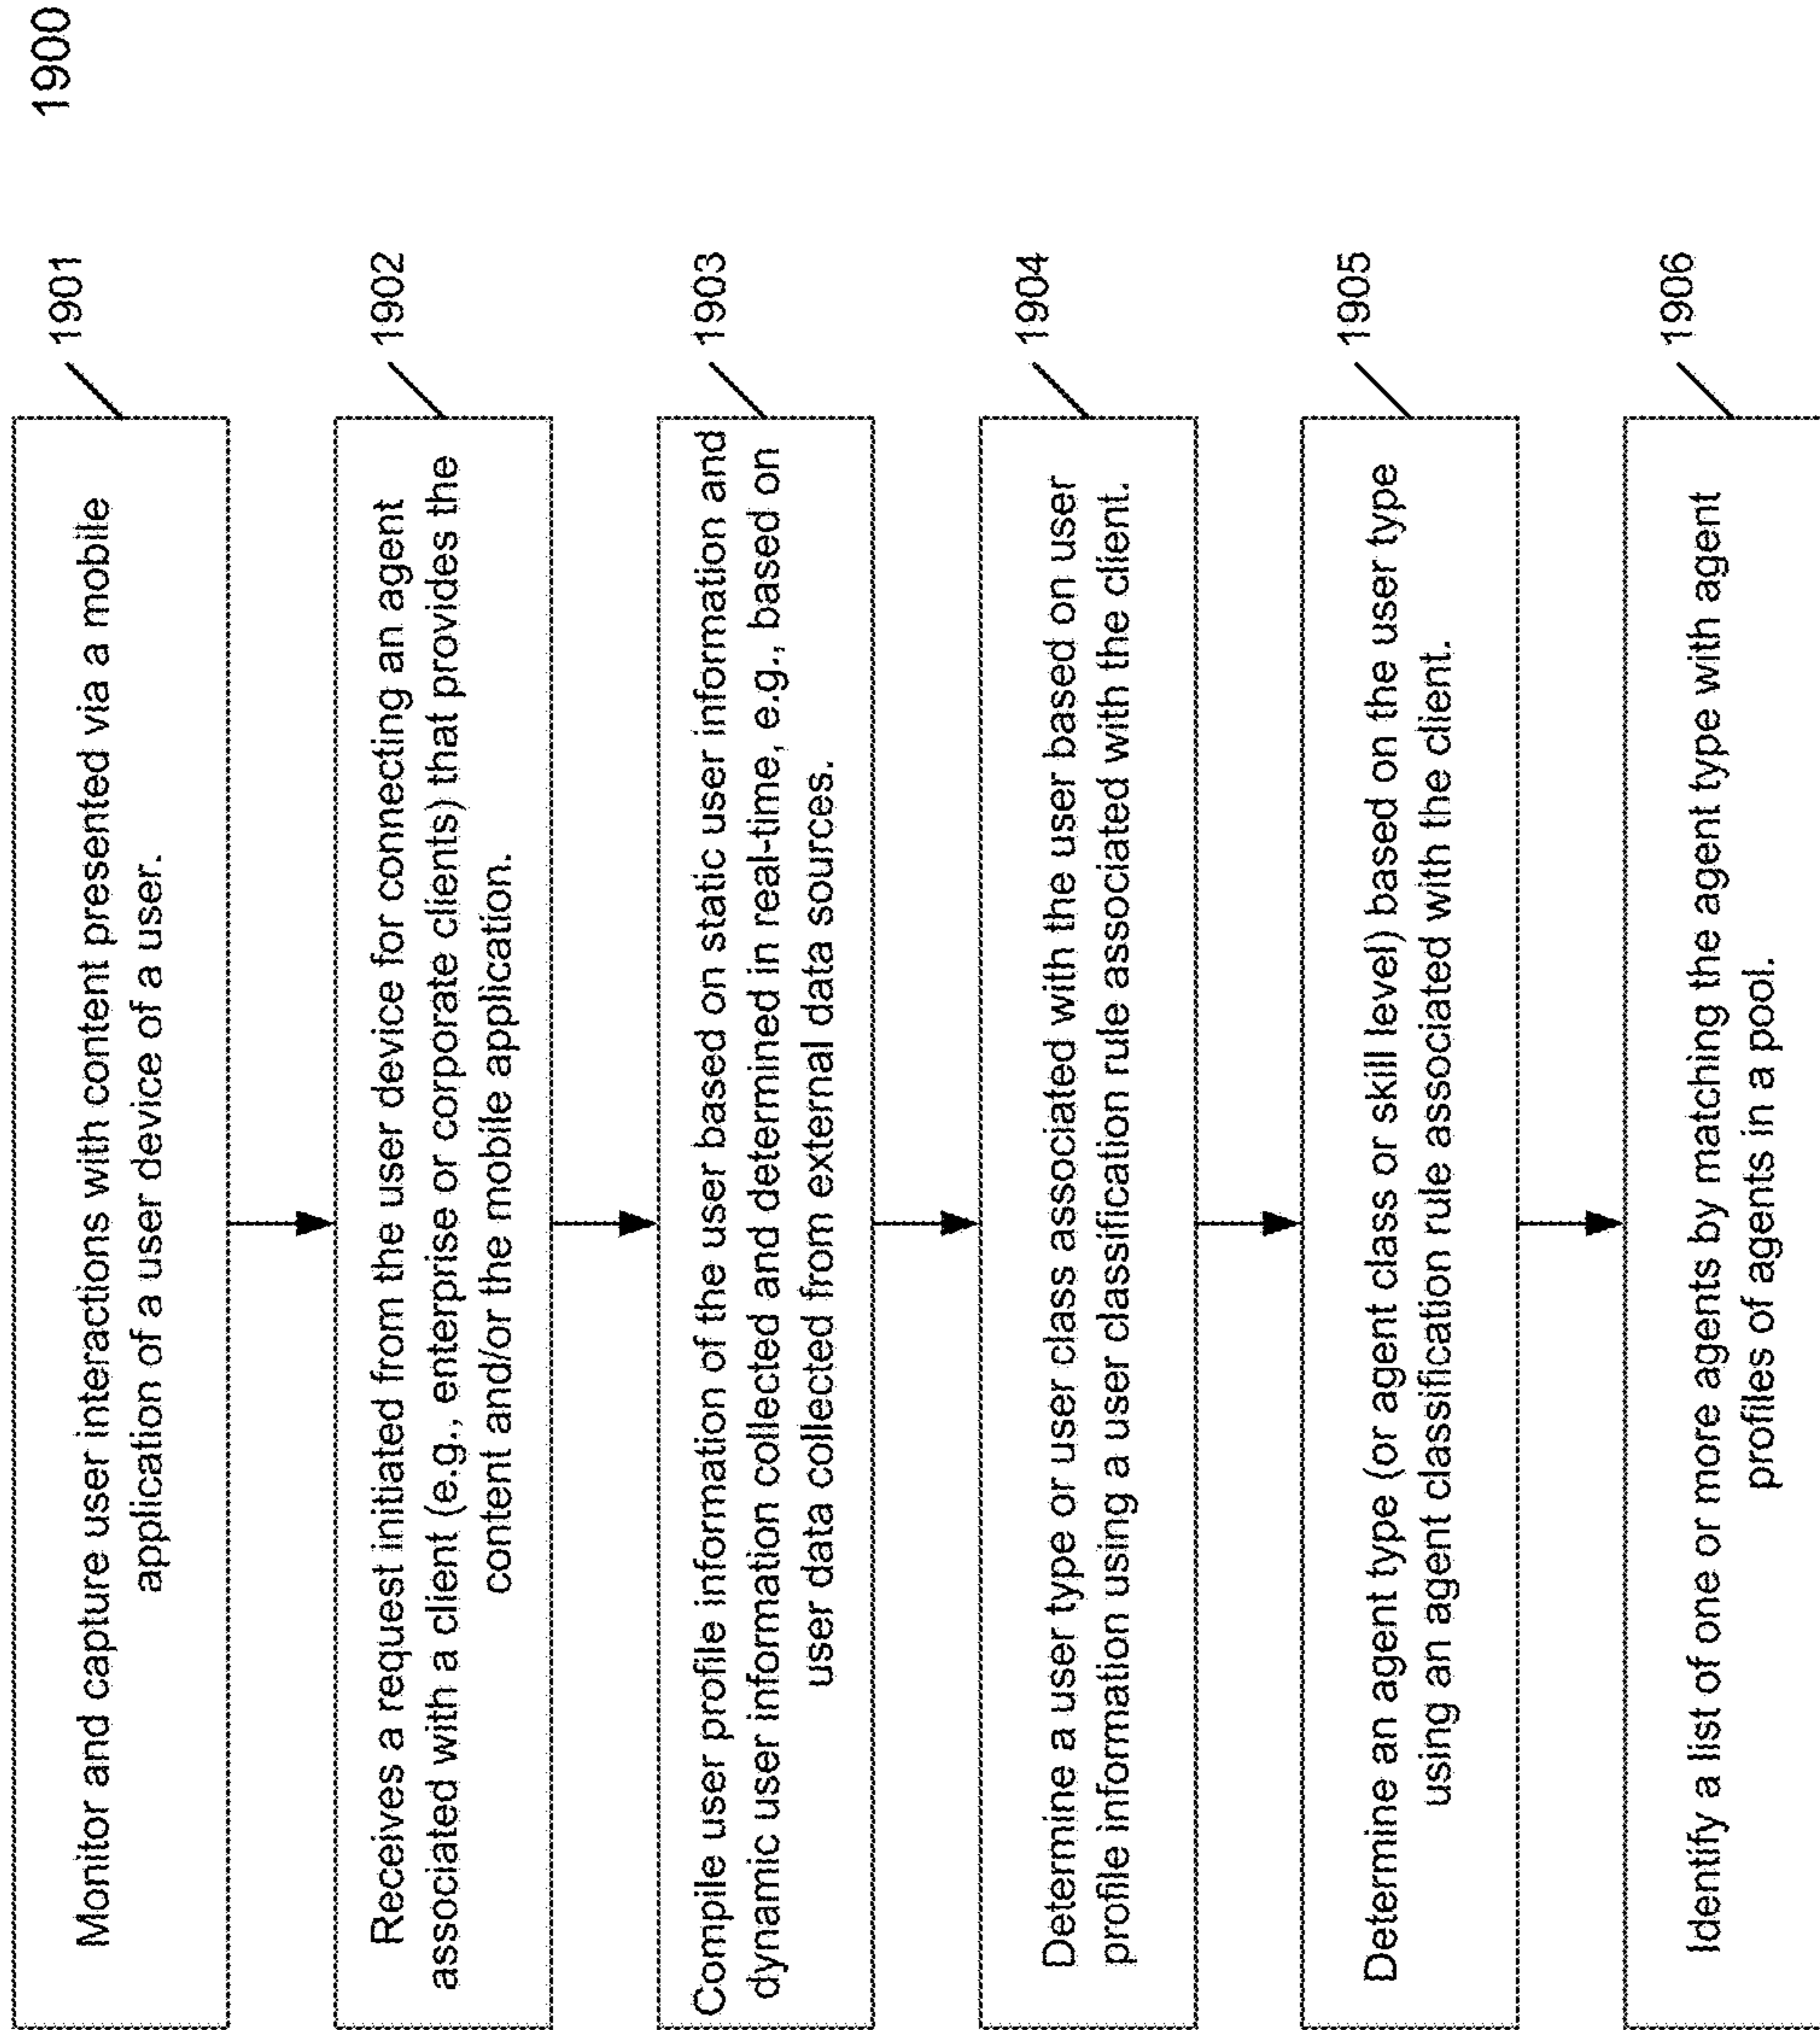 1900
Monitor and capture user interactions with content presented via a mobile
application of a user device of a user.
1901
Receives a request initiated from the user device for connecting an agent
associated with a client (e.g., enterprise or corporate clients) that provides the
content and/or the mobile application.
1902
Compile user profile information of the user based on static user information and
dynamic user information collected and determined in real-time, e.g., based on
user data collected from external data sources.
1903
Determine a user type or user class associated with the user based on user
profile information using a user classification rule associated with the client.
1904
Determine an agent type (or agent class or skill level) based on the user type
using an agent classification rule associated with the client.
1905
Identify a list of one or more agents by matching the agent type with agent
profiles of agents in a pool.
1906